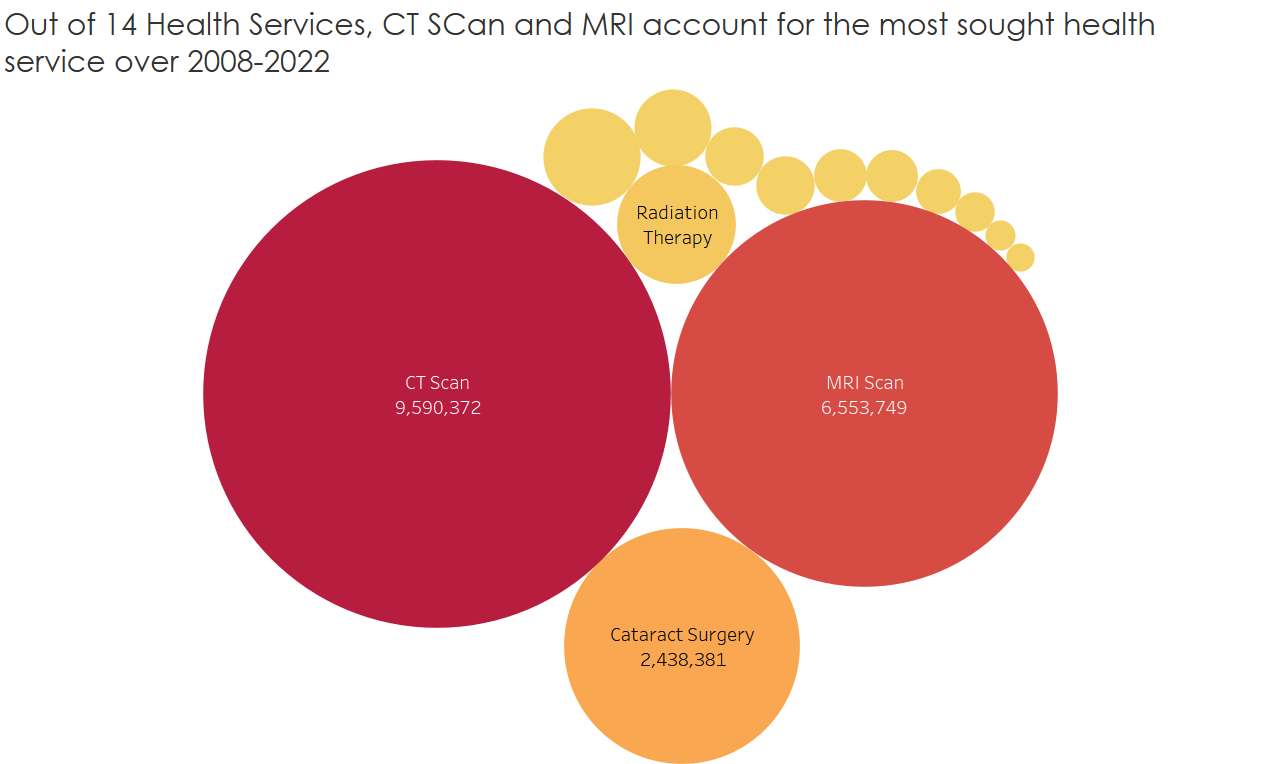 Out of 14 Health Services, CT SCan and MRI account for the most sought health
service over 2008-2022
Radiation
Therapy
CT Scan
9,590,372
MRI Scan
6,553,749
Cataract Surgery
2,438,381